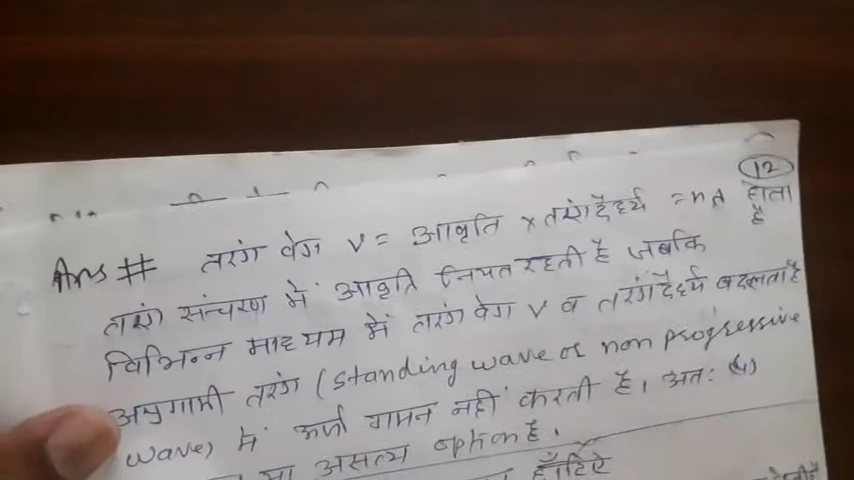 12
Ans # तरंग वेग v = आवृति x तरंगदैर्ध्य = nλ होता है
तरंग संचरण में आवृति नियत रहती है जबकि
विभिन्न माध्यम में तरंग वेग v व तरंगदैर्ध्य बदलता है
अप्रगामी तरंग (standing wave or non progressive
wave) में ऊर्जा गमन नहीं करती है। अतः (4)
या असत्य option है.